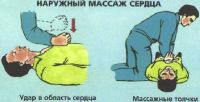 НАРУЖНЫЙ МАССАЖ СЕРДЦА
Удар в область сердца
Массажные толчки